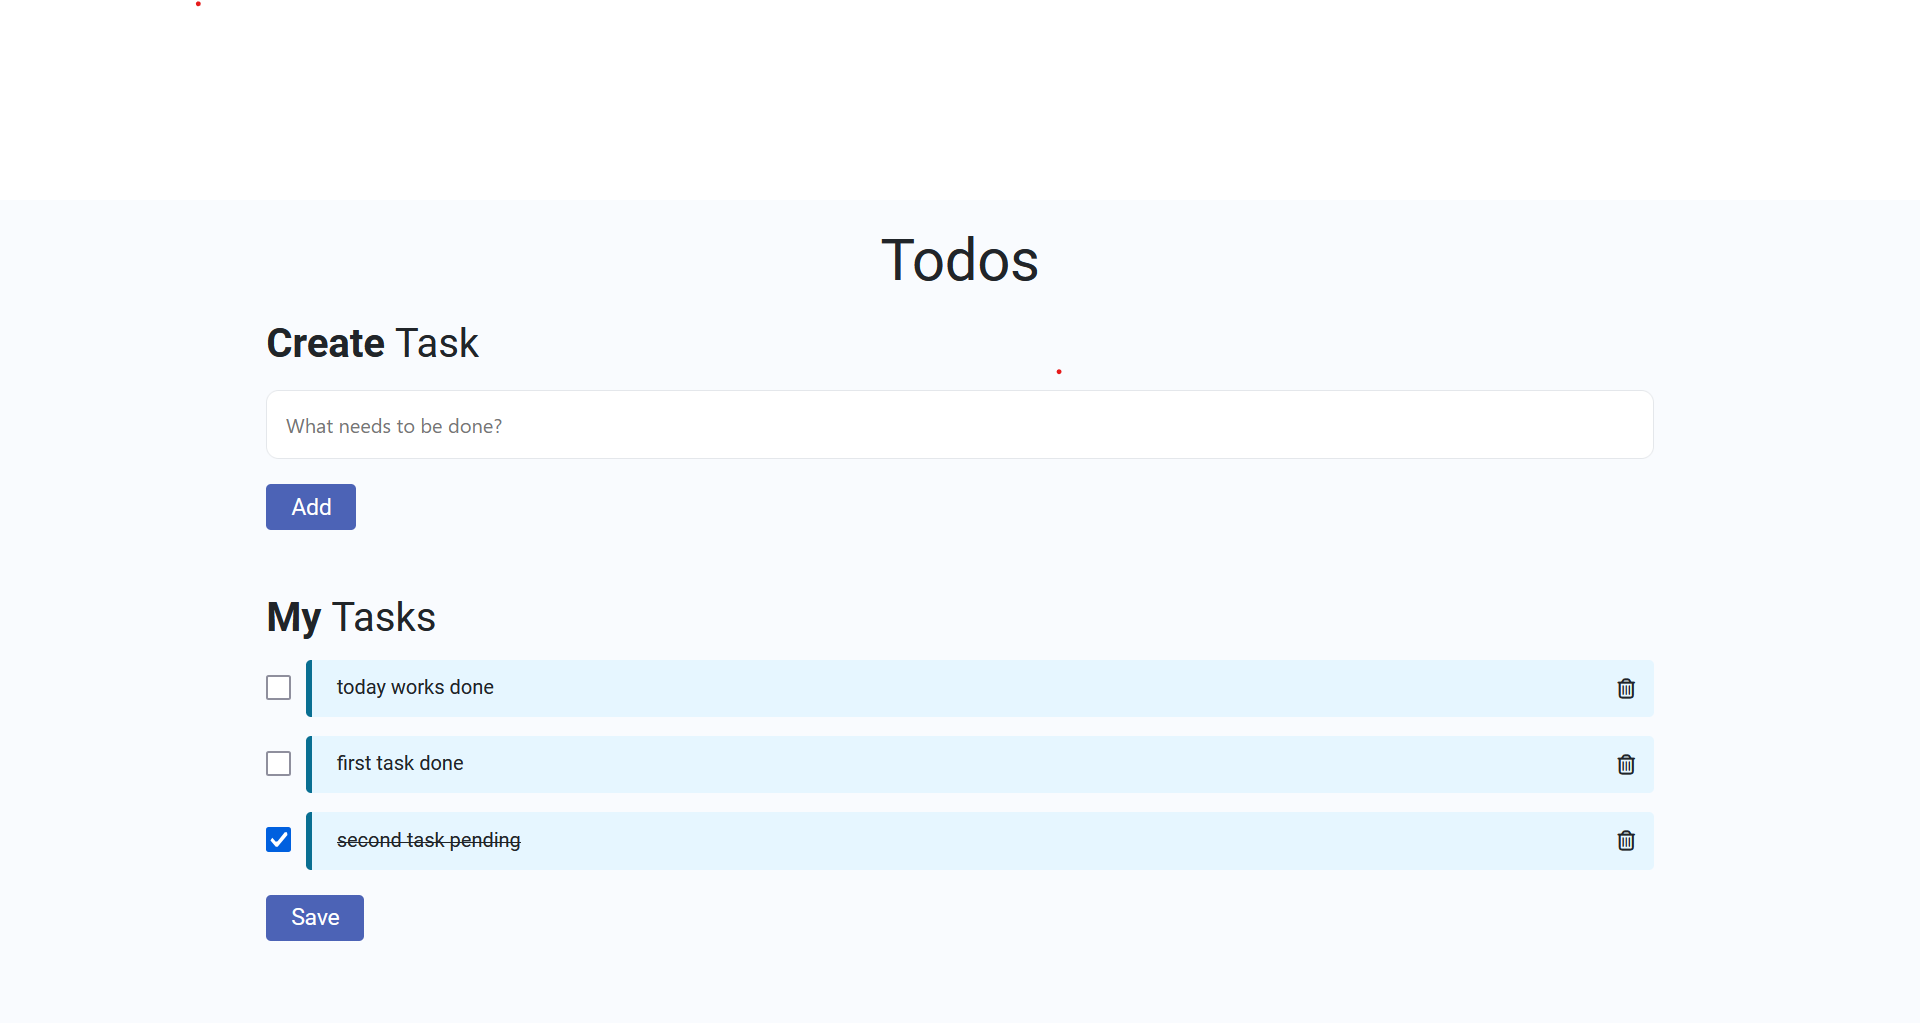 Todos
Create Task
What needs to be done?
Add
My Tasks
today works done
first task done
second task pending
Save